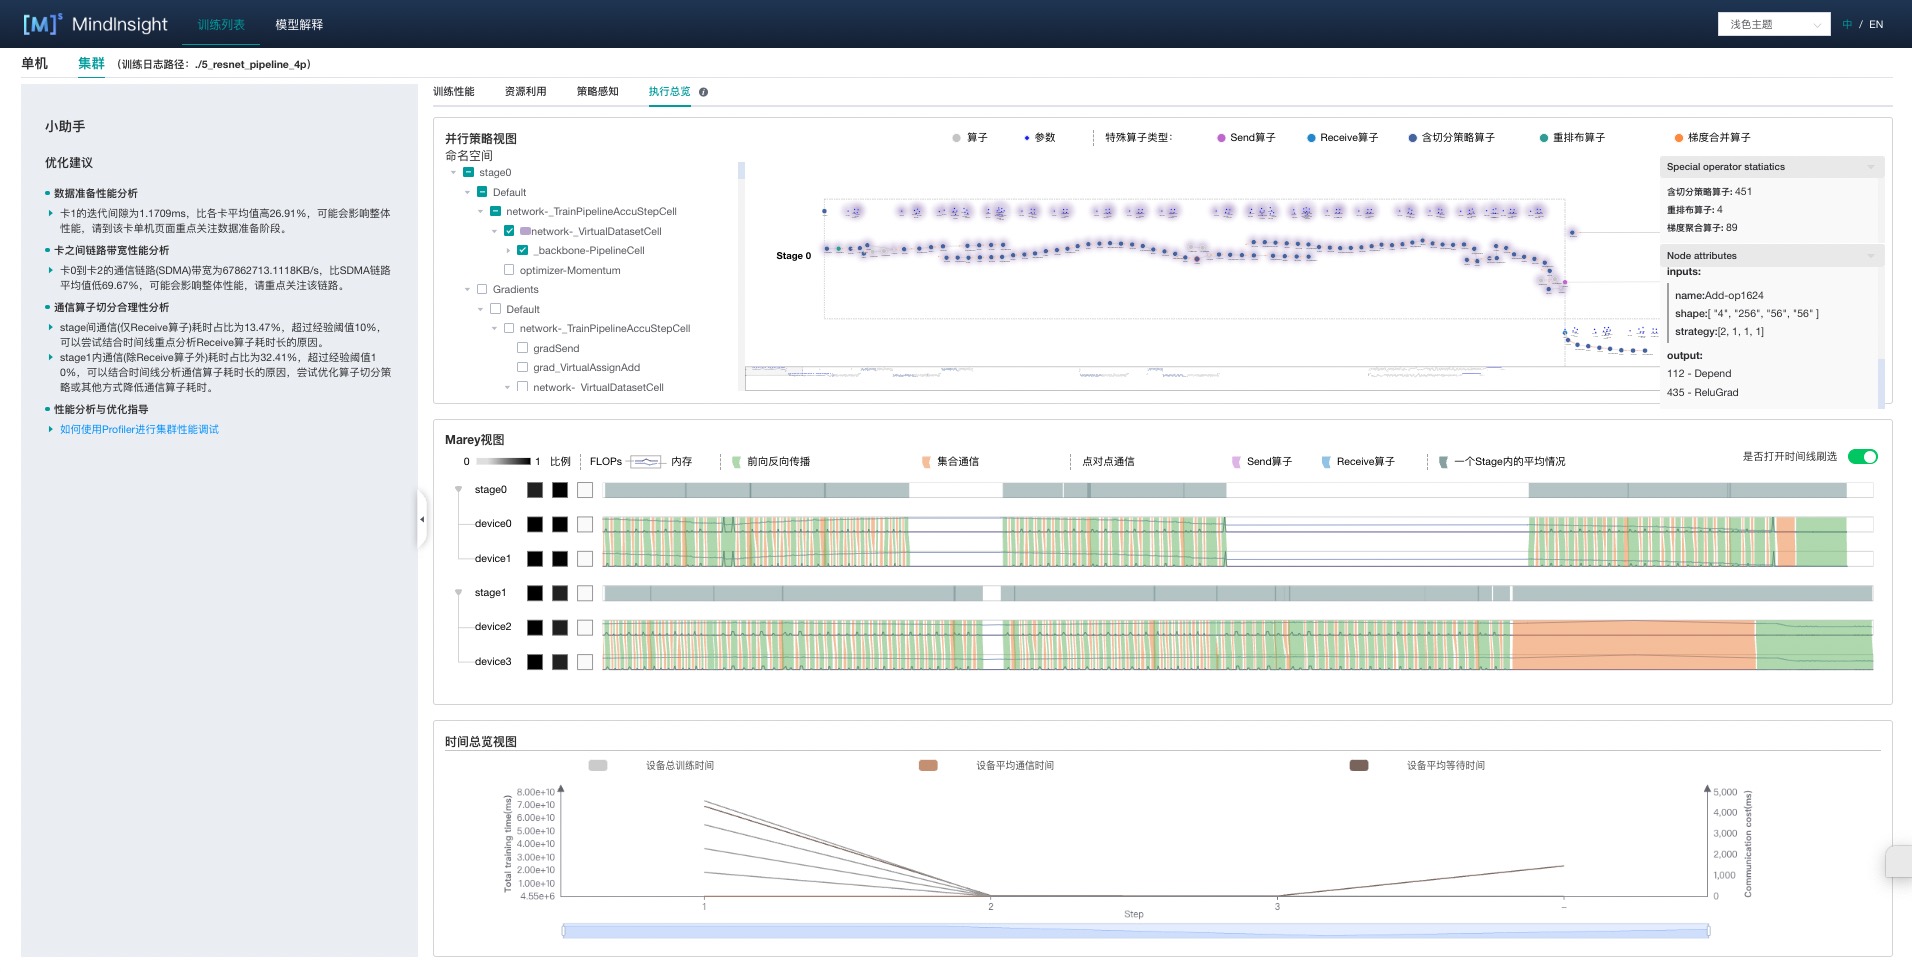 [M]s MindInsight
训练列表
模型解释
浅色主题
中 / EN
单机
集群
(训练日志路径：./5_resnet_pipeline_4p)
小助手
优化建议
数据准备性能分析
卡1的迭代间隙为1.1709ms，比各卡平均值高26.91%，可能会影响整体
性能，请到该卡单机页面重点关注数据准备阶段。
卡之间链路带宽性能分析
卡0到卡2的通信链路(SDMA)带宽为67862713.1118KB/s，比SDMA链路
平均值低69.67%，可能会影响整体性能，请重点关注该链路。
通信算子切分合理性分析
stage间通信(仅Receive算子)耗时占比为13.47%，超过经验阈值10%，
可以尝试结合时间线重点分析Receive算子耗时长的原因。
stage1内通信(除Receive算子外)耗时占比为32.41%，超过经验阈值1
0%，可以结合时间线分析通信算子耗时长的原因，尝试优化算子切分策
略或其他方式降低通信算子耗时。
性能分析与优化指导
如何使用Profiler进行集群性能调试
训练性能
资源利用
策略感知
执行总览
并行策略视图
算子
参数
特殊算子类型：
Send算子
Receive算子
含切分策略算子
重排布算子
梯度合并算子
命名空间
stage0
Default
network-_TrainPipelineAccuStepCell
network-_VirtualDatasetCell
_backbone-PipelineCell
optimizer-Momentum
Gradients
Default
network-_TrainPipelineAccuStepCell
gradSend
grad_VirtualAssignAdd
network-_VirtualDatasetCell
Stage 0
Special operator statiatics
含切分策略算子: 451
重排布算子: 4
梯度聚合算子: 89
Node attributes
inputs:
name:Add-op1624
shape:[ "4", "256", "56", "56" ]
strategy:[2, 1, 1, 1]
output:
112 - Depend
435 - ReluGrad
Marey视图
0
1
比例
FLOPs
内存
前向反向传播
集合通信
点对点通信
Send算子
Receive算子
一个Stage内的平均情况
是否打开时间线刷选
stage0
device0
device1
stage1
device2
device3
时间总览视图
设备总训练时间
设备平均通信时间
设备平均等待时间
Total training time(ms)
8.00e+10
7.00e+10
6.00e+10
5.00e+10
4.00e+10
3.00e+10
2.00e+10
1.00e+10
4.55e+6
5,000
4,000
3,000
2,000
1,000
0
Communication cost(ms)
1
2
3
–
Step